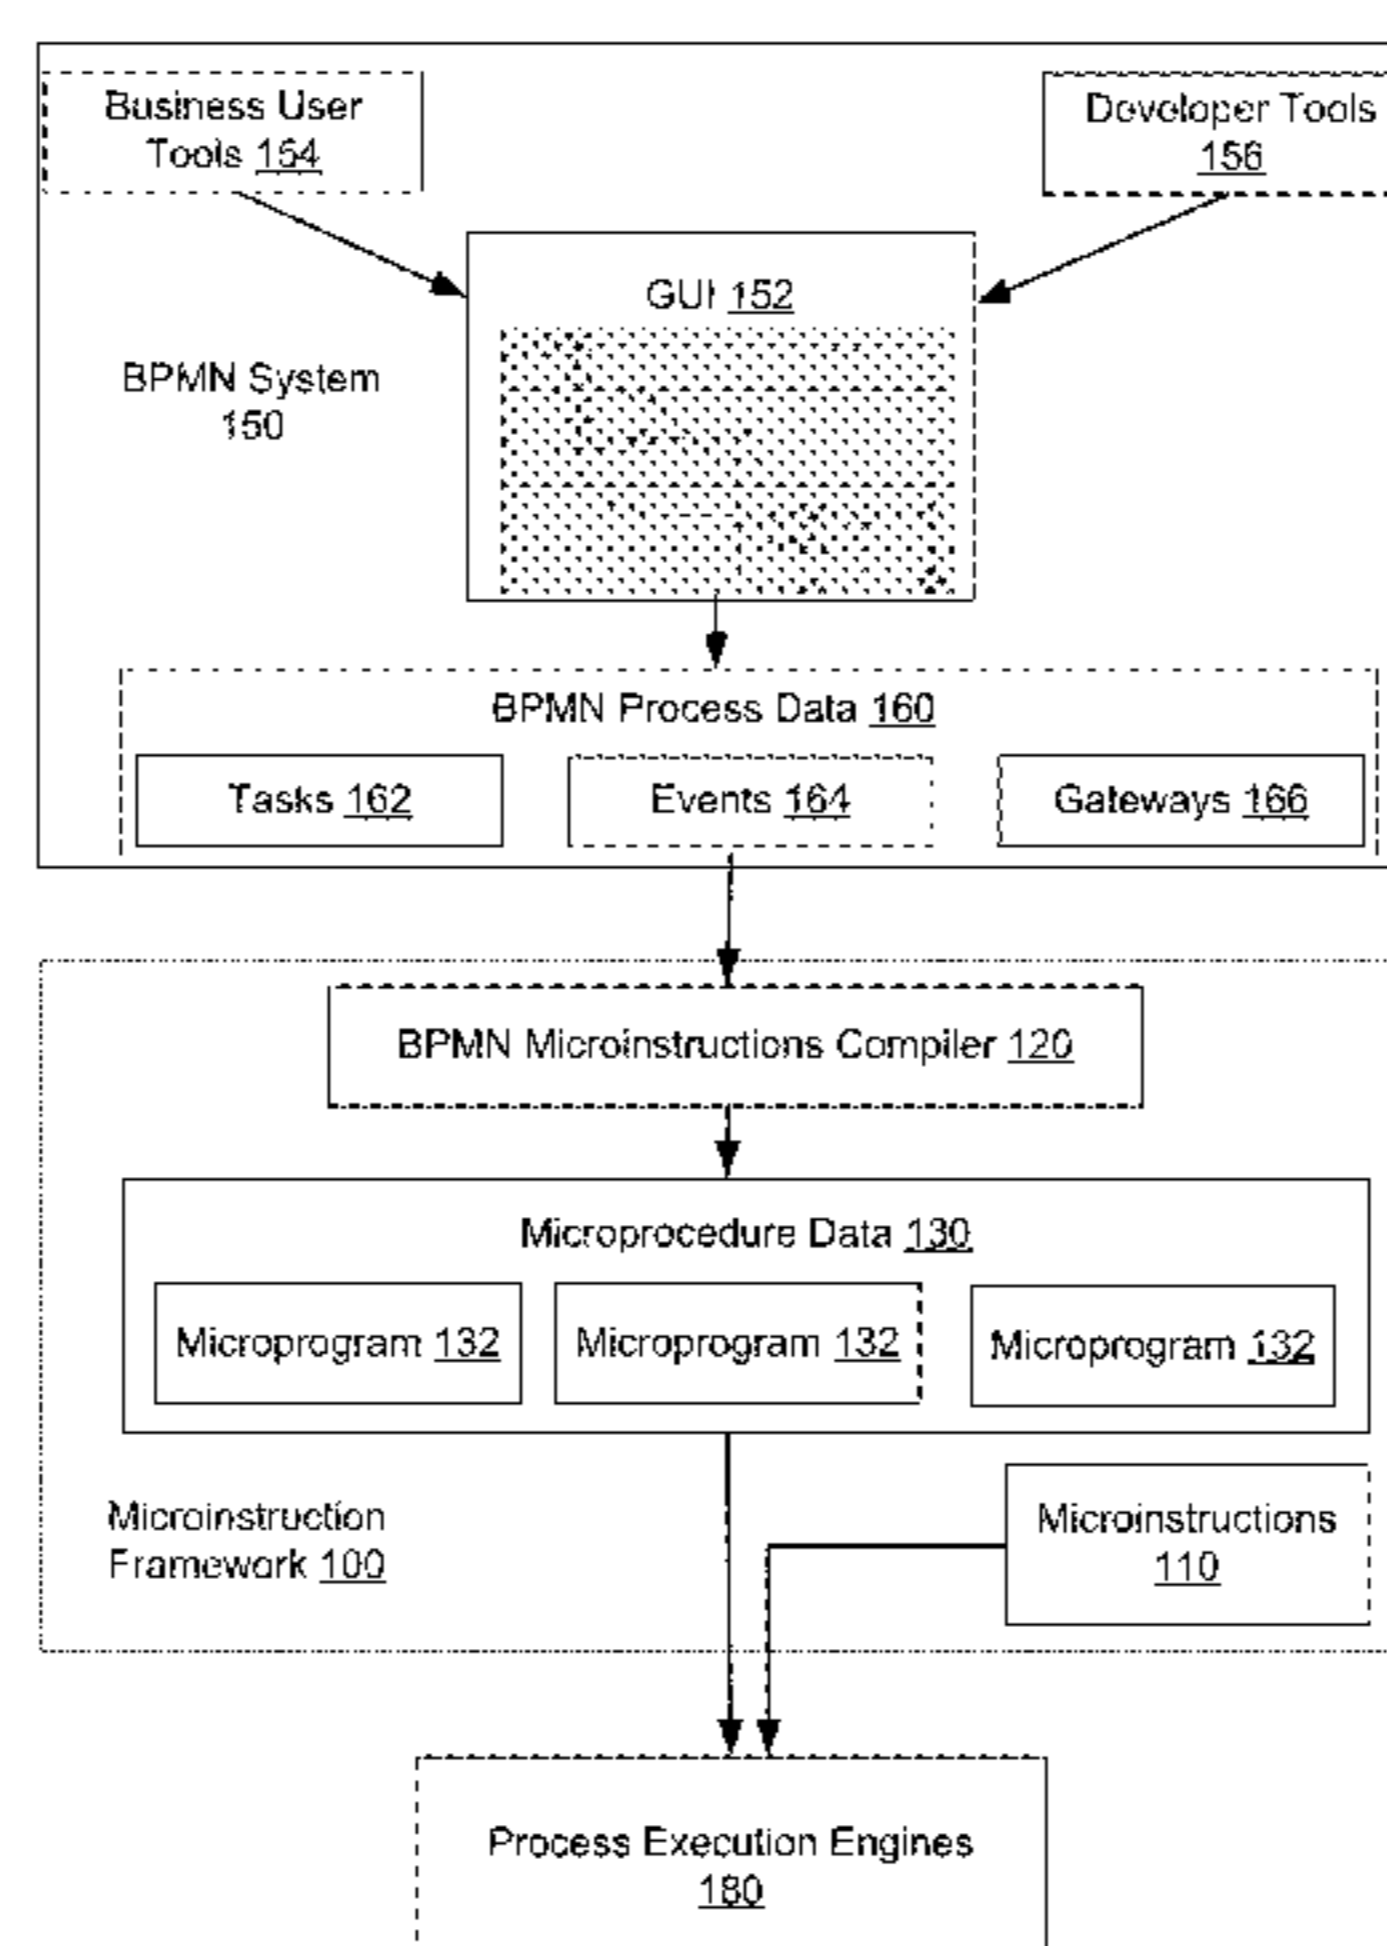 Business User
Tools 154
Developer Tools
156
GUI 152
BPMN System
150
BPMN Process Data 160
Tasks 162
Events 164
Gateways 166
BPMN Microinstructions Compiler 120
Microprocedure Data 130
Microprogram 132
Microprogram 132
Microprogram 132
Microinstruction
Framework 100
Microinstructions
110
Process Execution Engines
180